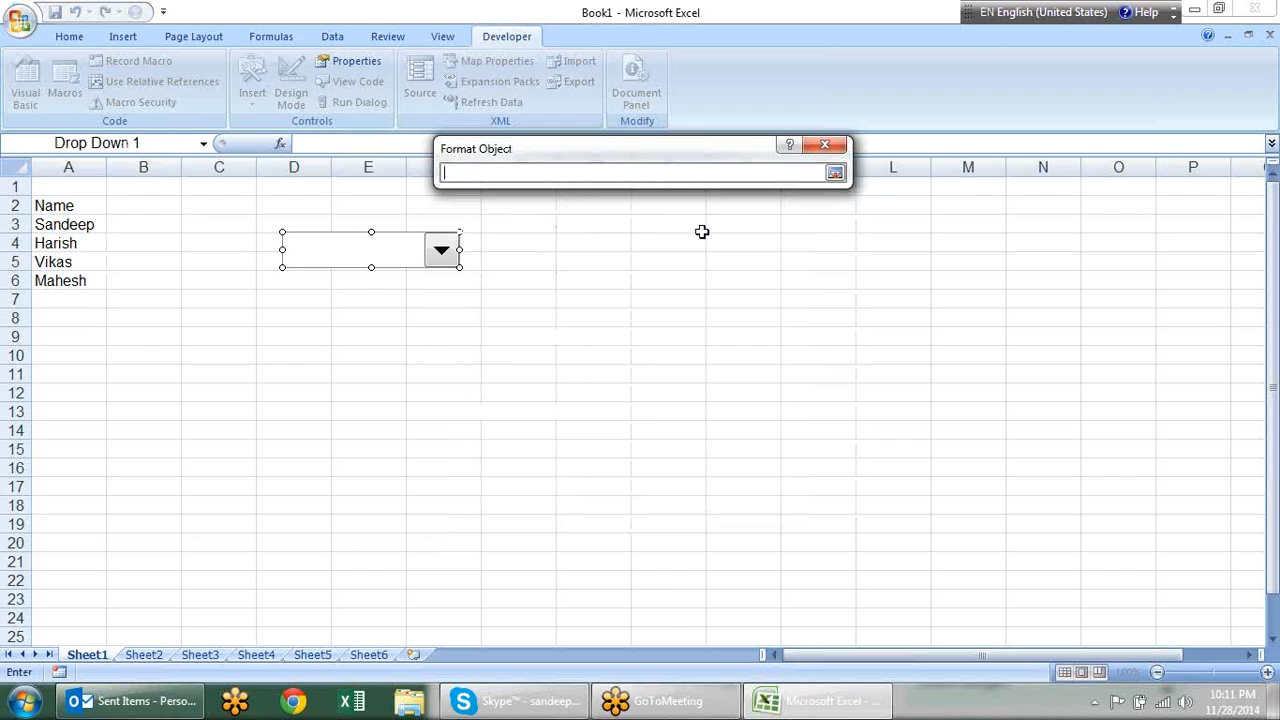 Book1 - Microsoft Excel
EN English (United States)
Help
Home Insert Page Layout Formulas Data Review View Developer
Visual Basic
Macros
Record Macro
Use Relative References
Macro Security
Code
Insert
Design Mode
Properties
View Code
Run Dialog
Controls
Source
Map Properties
Expansion Packs
Refresh Data
Import
Export
XML
Document Panel
Modify
Drop Down 1
fx
Format Object
A B C D E L M N O P
1
2 Name
3 Sandeep
4 Harish
5 Vikas
6 Mahesh
7
8
9
10
11
12
13
14
15
16
17
18
19
20
21
22
23
24
25
Sheet1 Sheet2 Sheet3 Sheet4 Sheet5 Sheet6
Enter
100%
Sent Items - Perso...
Skype™ - sandeep...
GoToMeeting
Microsoft Excel - ...
10:11 PM
11/28/2014